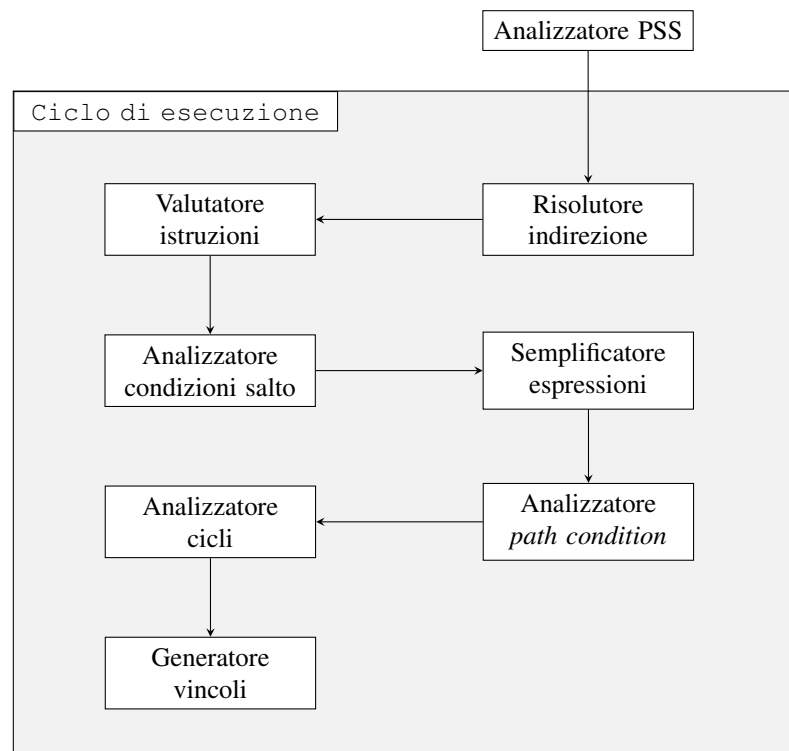 Analizzatore PSS
Ciclo di esecuzione
Valutatore
istruzioni
Risolutore
indirezione
Analizzatore
condizioni salto
Semplificatore
espressioni
Analizzatore
cicli
Analizzatore
path condition
Generatore
vincoli